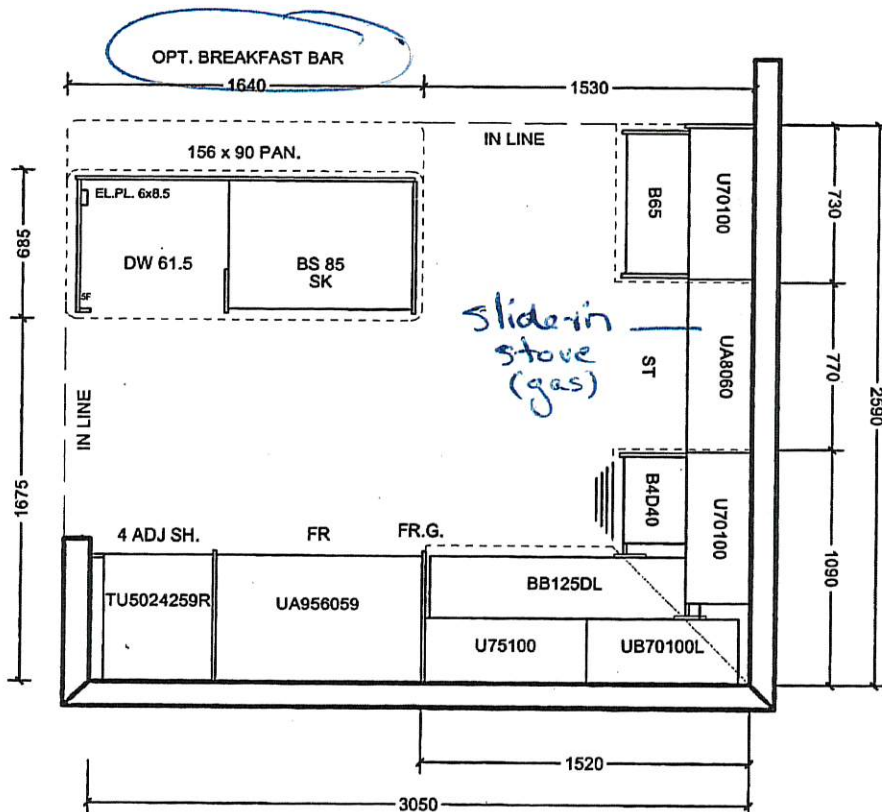 OPT. BREAKFAST BAR
1640
1530
IN LINE
156 x 90 PAN.
EL.PL. 6x8.5
DW 61.5
BS 85
SK
5F
685
B65
U70100
730
slide-in
stove
(gas)
ST
UA8060
770
2590
IN LINE
1675
B4D40
U70100
1090
4 ADJ SH.
FR
FR.G.
TU5024259R
UA956059
BB125DL
U75100
UB70100L
1520
3050